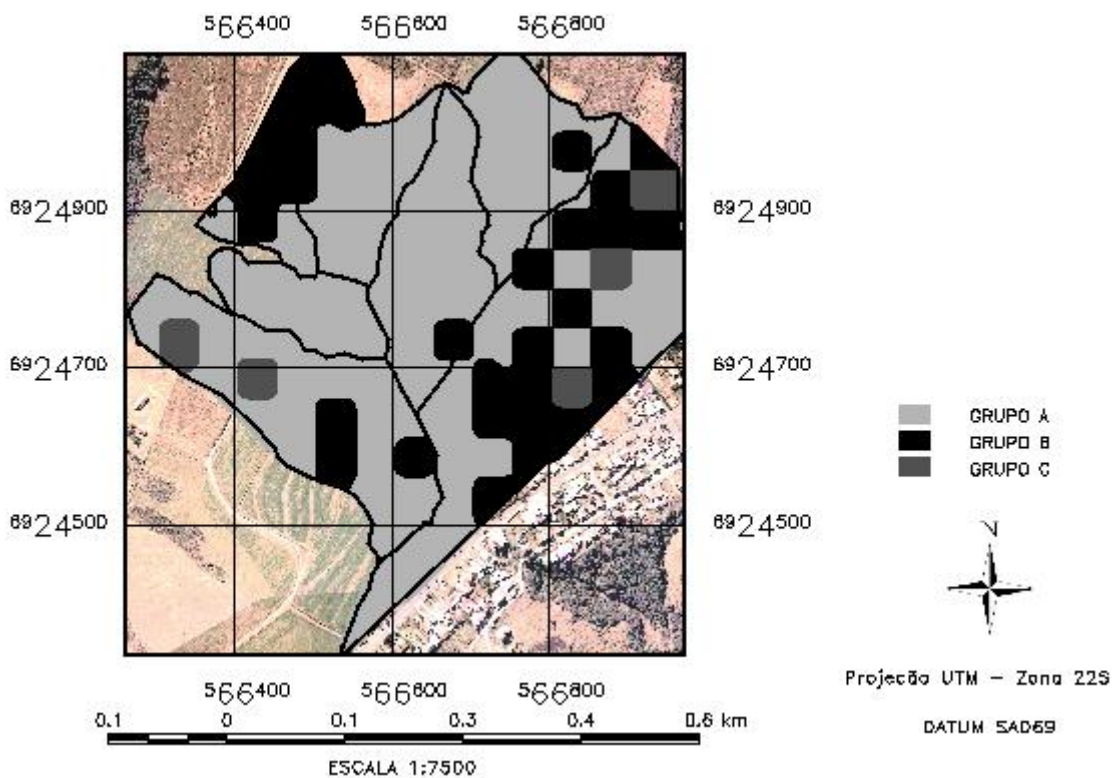 566400 566600 566800
6924900 6924900
6924700 6924700
6924500 6924500
GRUPO A
GRUPO B
GRUPO C
N
566400 566600 566800
Projecão UTM – Zona 22S
DATUM SAD69
0.1 0 0.1 0.3 0.4 0.6 km
ESCALA 1:7500